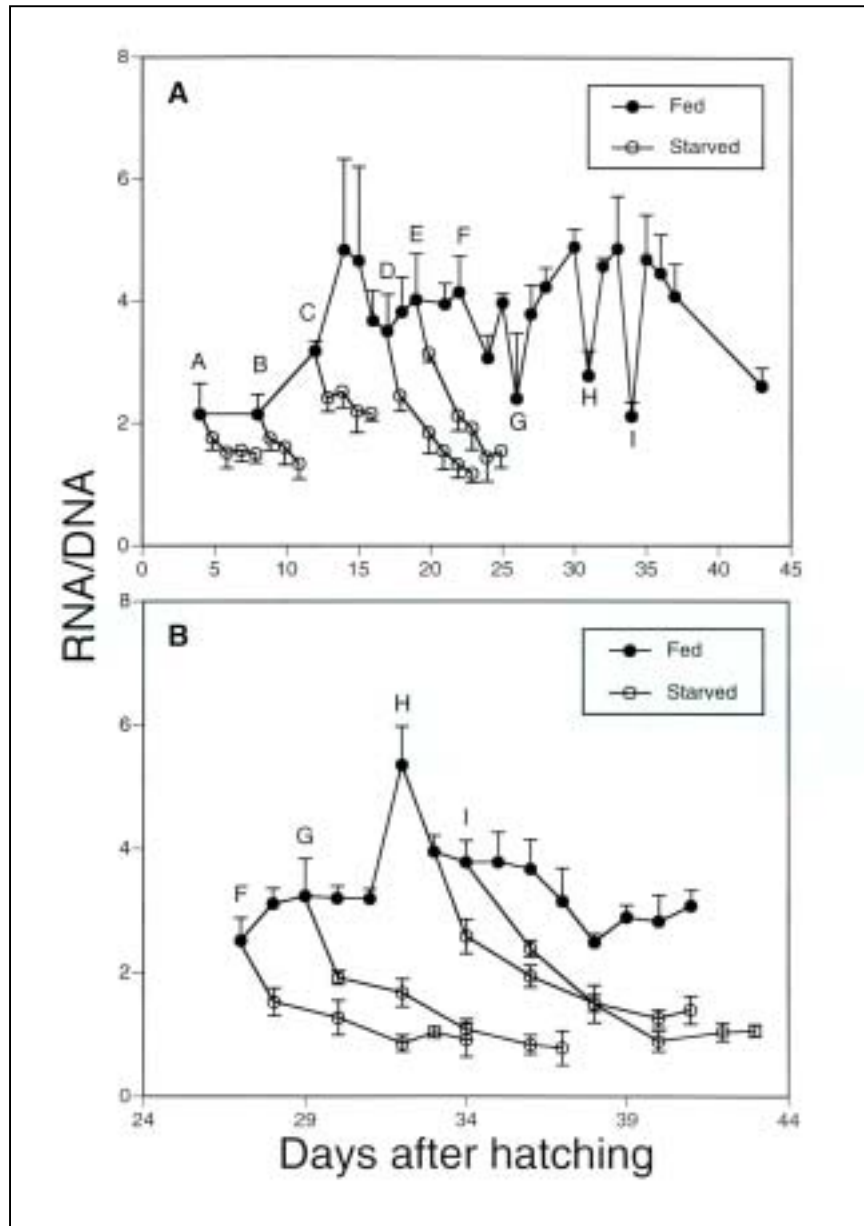 8
A
Fed
Starved
6
E
F
D
C
4
A
B
2
G
H
I
0
0 5 10 15 20 25 30 35 40 45
RNA/DNA
8
B
Fed
Starved
H
6
I
G
4
F
2
0
24 29 34 39 44
Days after hatching